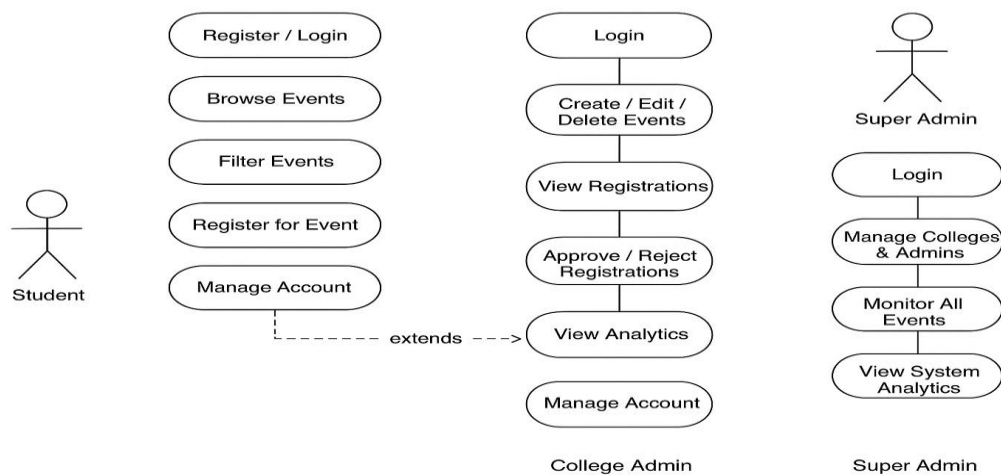 Register / Login
Browse Events
Filter Events
Register for Event
Manage Account
Student
extends
Login
Create / Edit /
Delete Events
View Registrations
Approve / Reject
Registrations
View Analytics
Manage Account
College Admin
Super Admin
Login
Manage Colleges
& Admins
Monitor All
Events
View System
Analytics
Super Admin